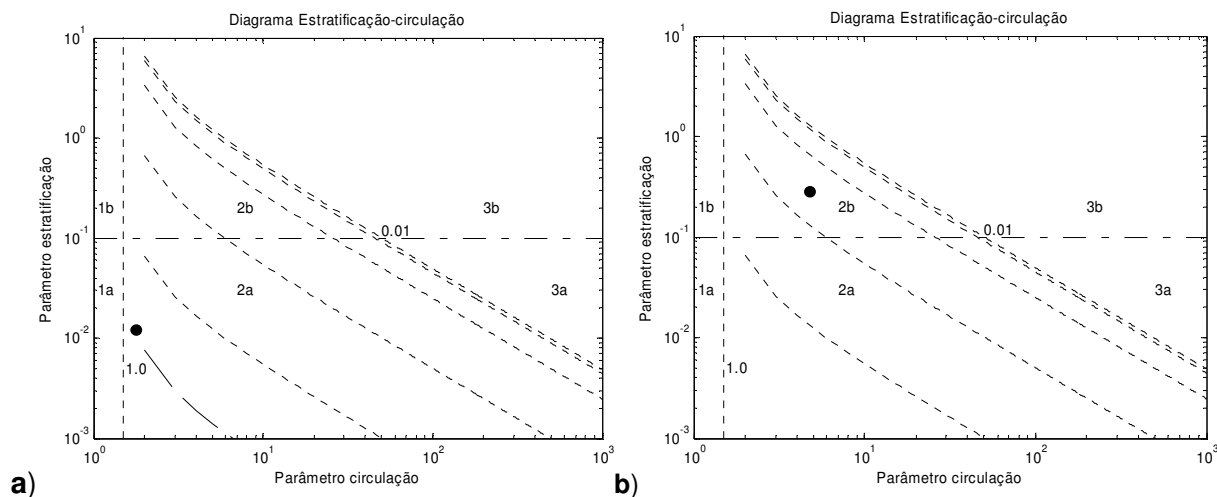 Diagrama Estratificação-circulação
10^1
10^0
10^-1
10^-2
10^-3
Parâmetro estratificação
1b
2b
3b
0.01
1a
2a
3a
1.0
10^0
10^1
10^2
10^3
Parâmetro circulação
a)
Diagrama Estratificação-circulação
10^1
10^0
10^-1
10^-2
10^-3
Parâmetro estratificação
1b
2b
3b
0.01
1a
2a
3a
1.0
10^0
10^1
10^2
10^3
Parâmetro circulação
b)